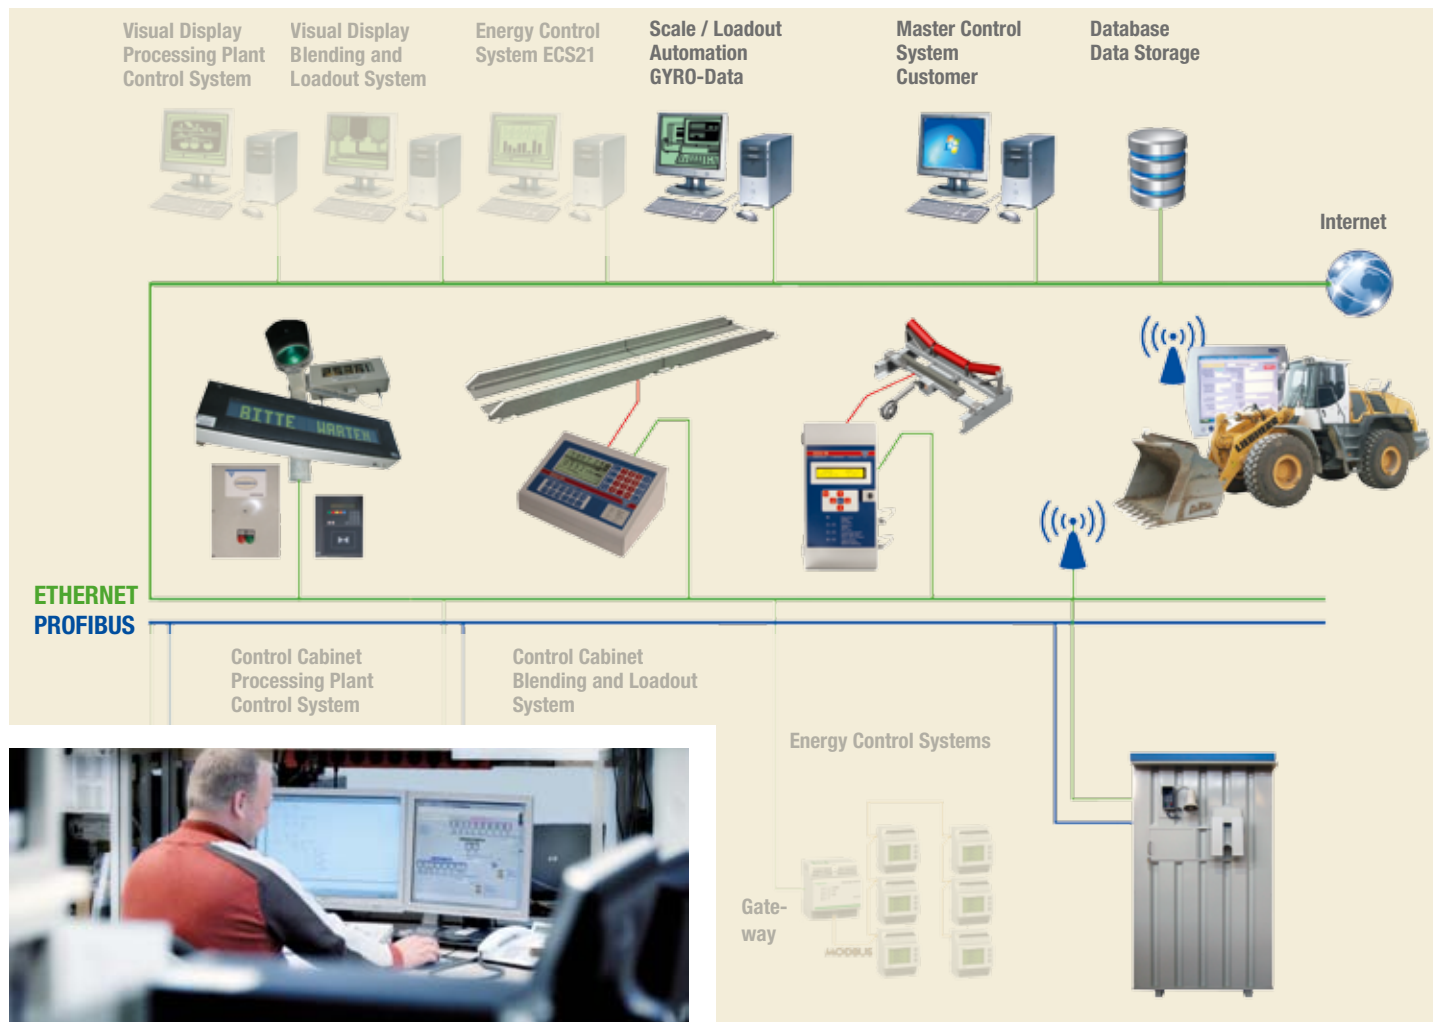 Visual Display
Processing Plant
Control System
Visual Display
Blending and
Loadout System
Energy Control
System ECS21
Scale / Loadout
Automation
GYRO-Data
Master Control
System
Customer
Database
Data Storage
Internet
BITTE WARTEN
LIEBHERR
ETHERNET
PROFIBUS
Control Cabinet
Processing Plant
Control System
Control Cabinet
Blending and Loadout
System
Energy Control Systems
Gate-
way
MODBUS